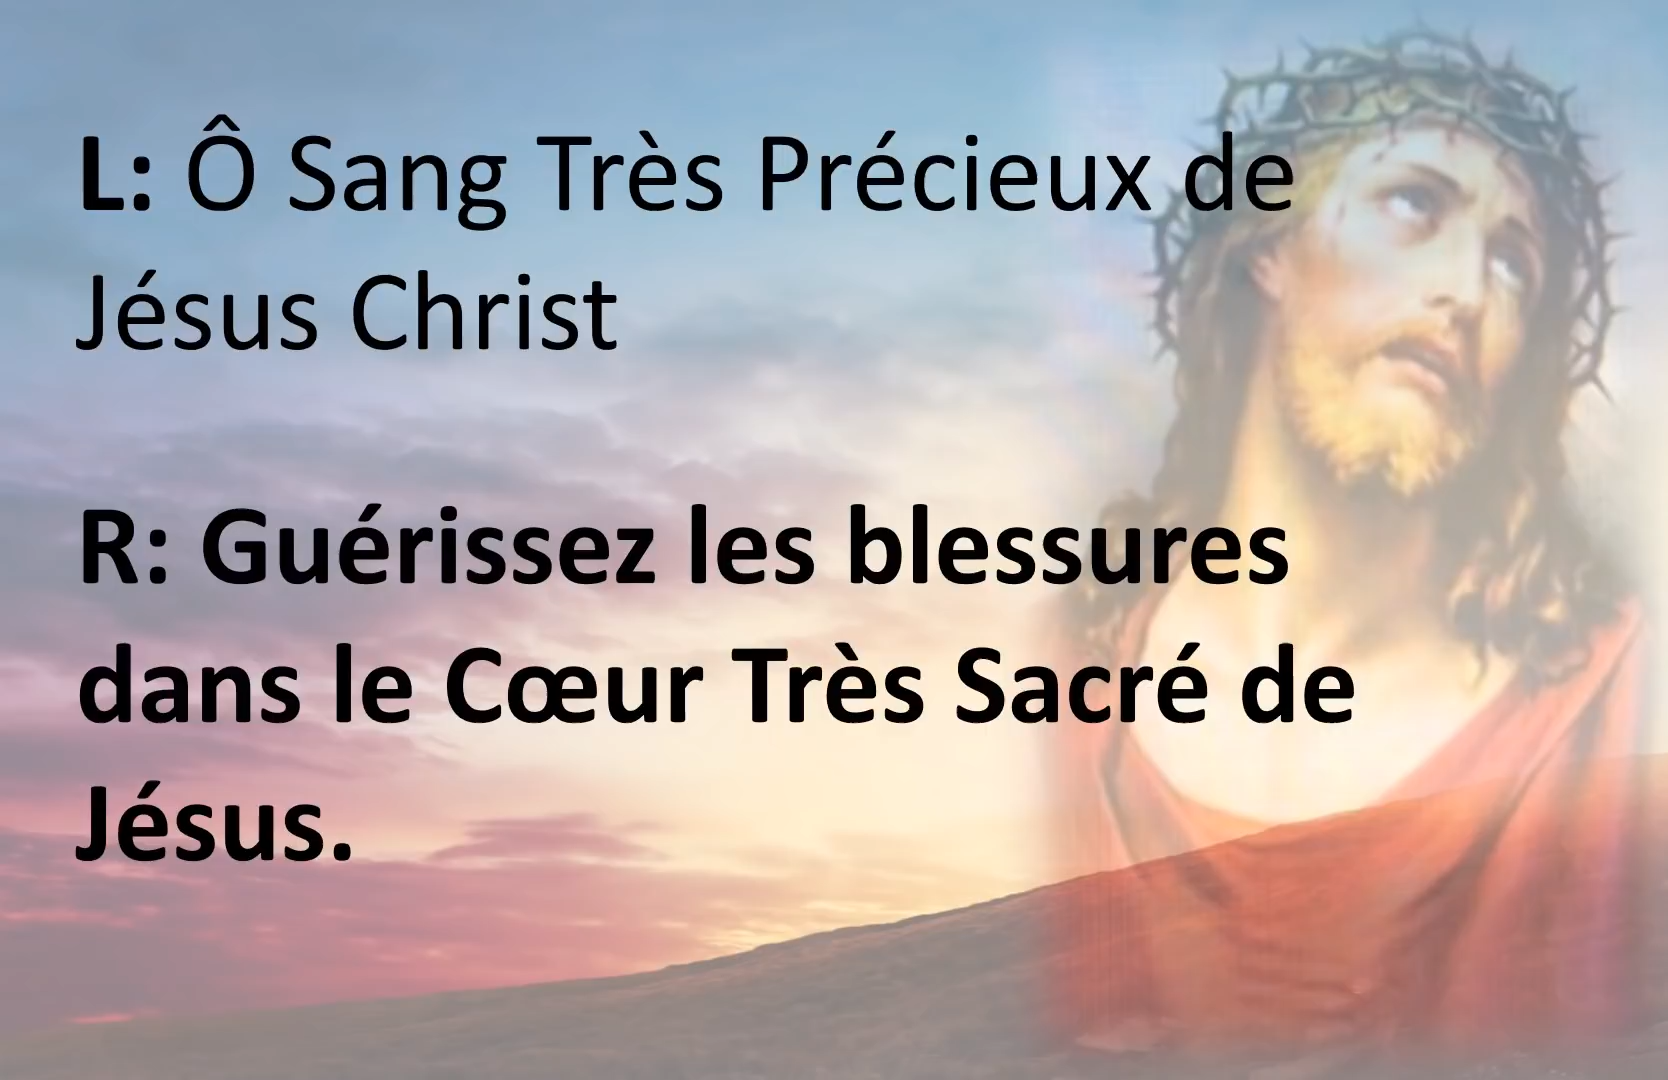 L: Ô Sang Très Précieux de
Jésus Christ
R: Guérissez les blessures
dans le Cœur Très Sacré de
Jésus.